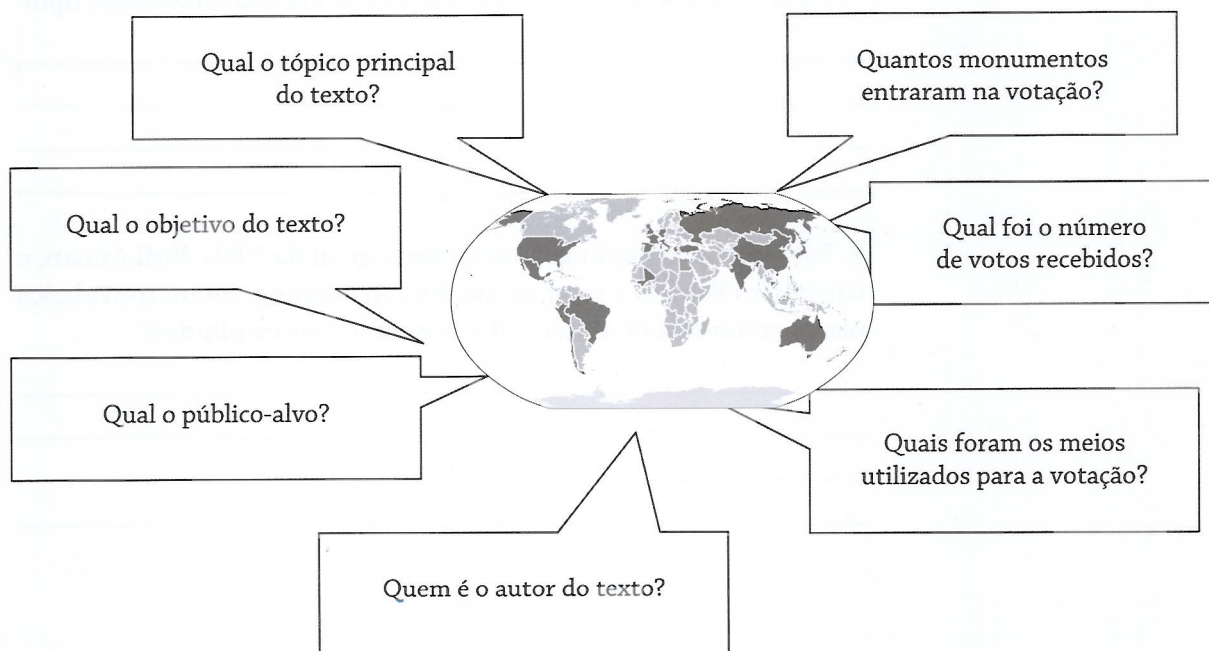 Qual o tópico principal
do texto?
Quantos monumentos
entraram na votação?
Qual o objetivo do texto?
Qual foi o número
de votos recebidos?
Qual o público-alvo?
Quais foram os meios
utilizados para a votação?
Quem é o autor do texto?